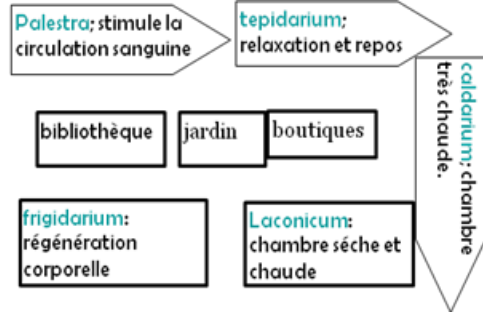 Palestra; stimule la
circulation sanguine
tepidarium;
relaxation et repos
caldarium; chambre
très chaude.
bibliothèque
jardin
boutiques
frigidarium:
régénération
corporelle
Laconicum:
chambre séche et
chaude